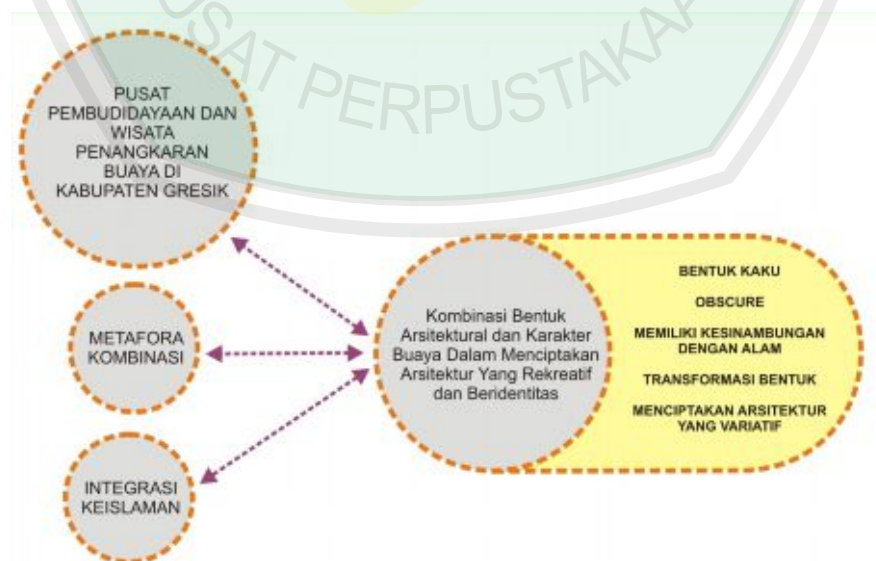 PUSAT PERPUSTAKAAN
PUSAT
PEMBUDIDAYAAN DAN
WISATA
PENANGKARAN
BUAYA DI
KABUPATEN GRESIK
METAFORA
KOMBINASI
INTEGRASI
KEISLAMAN
Kombinasi Bentuk
Arsitektural dan Karakter
Buaya Dalam Menciptakan
Arsitektur Yang Rekreatif
dan Beridentitas
BENTUK KAKU
OBSCURE
MEMILIKI KESINAMBUNGAN
DENGAN ALAM
TRANSFORMASI BENTUK
MENCIPTAKAN ARSITEKTUR
YANG VARIATIF